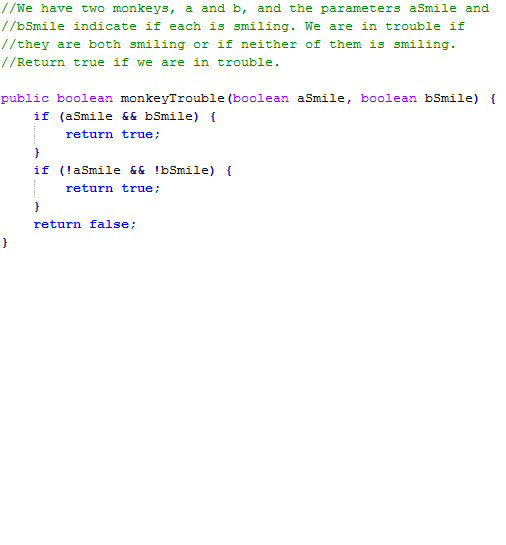 //We have two monkeys, a and b, and the parameters aSmile and
//bSmile indicate if each is smiling. We are in trouble if
//they are both smiling or if neither of them is smiling.
//Return true if we are in trouble.

public boolean monkeyTrouble(boolean aSmile, boolean bSmile) {
    if (aSmile && bSmile) {
        return true;
    }
    if (!aSmile && !bSmile) {
        return true;
    }
    return false;
}